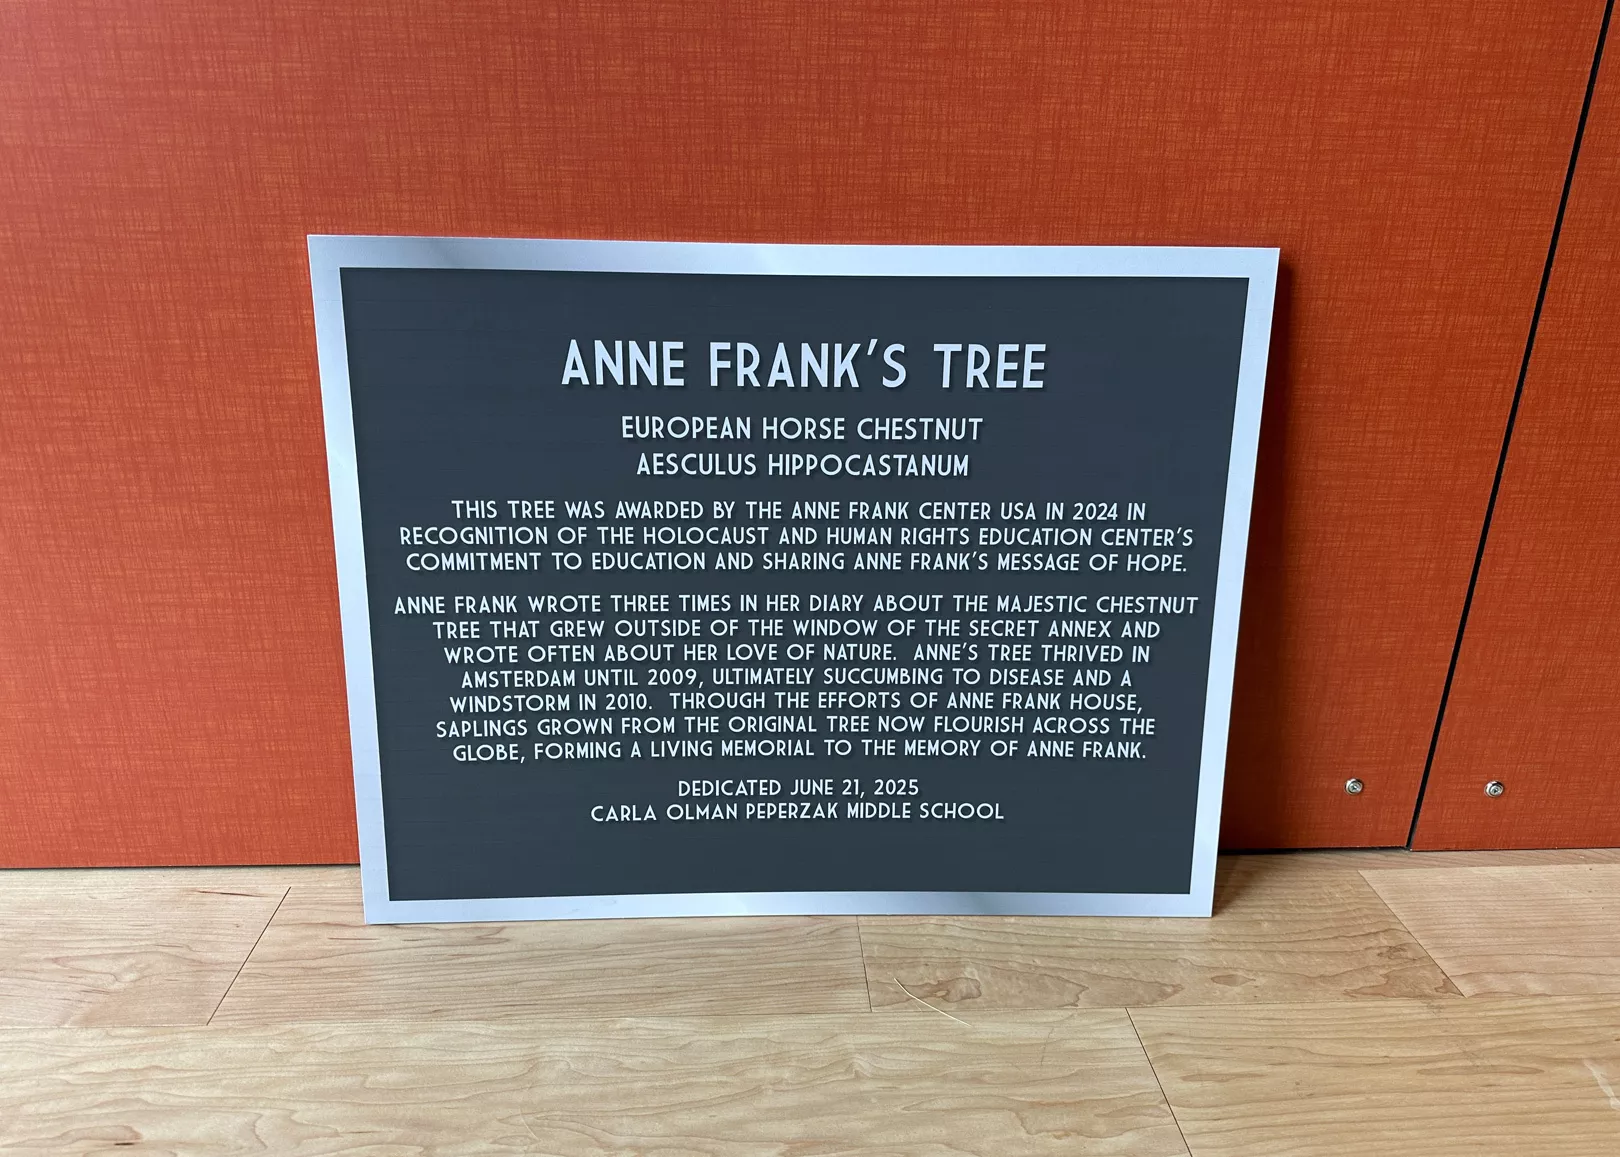 ANNE FRANK'S TREE
EUROPEAN HORSE CHESTNUT
AESCULUS HIPPOCASTANUM
THIS TREE WAS AWARDED BY THE ANNE FRANK CENTER USA IN 2024 IN
RECOGNITION OF THE HOLOCAUST AND HUMAN RIGHTS EDUCATION CENTER'S
COMMITMENT TO EDUCATION AND SHARING ANNE FRANK'S MESSAGE OF HOPE.
ANNE FRANK WROTE THREE TIMES IN HER DIARY ABOUT THE MAJESTIC CHESTNUT
TREE THAT GREW OUTSIDE OF THE WINDOW OF THE SECRET ANNEX AND
WROTE OFTEN ABOUT HER LOVE OF NATURE. ANNE'S TREE THRIVED IN
AMSTERDAM UNTIL 2009, ULTIMATELY SUCCUMBING TO DISEASE AND A
WINDSTORM IN 2010. THROUGH THE EFFORTS OF ANNE FRANK HOUSE,
SAPLINGS GROWN FROM THE ORIGINAL TREE NOW FLOURISH ACROSS THE
GLOBE, FORMING A LIVING MEMORIAL TO THE MEMORY OF ANNE FRANK.
DEDICATED JUNE 21, 2025
CARLA OLMAN PEPERZAK MIDDLE SCHOOL